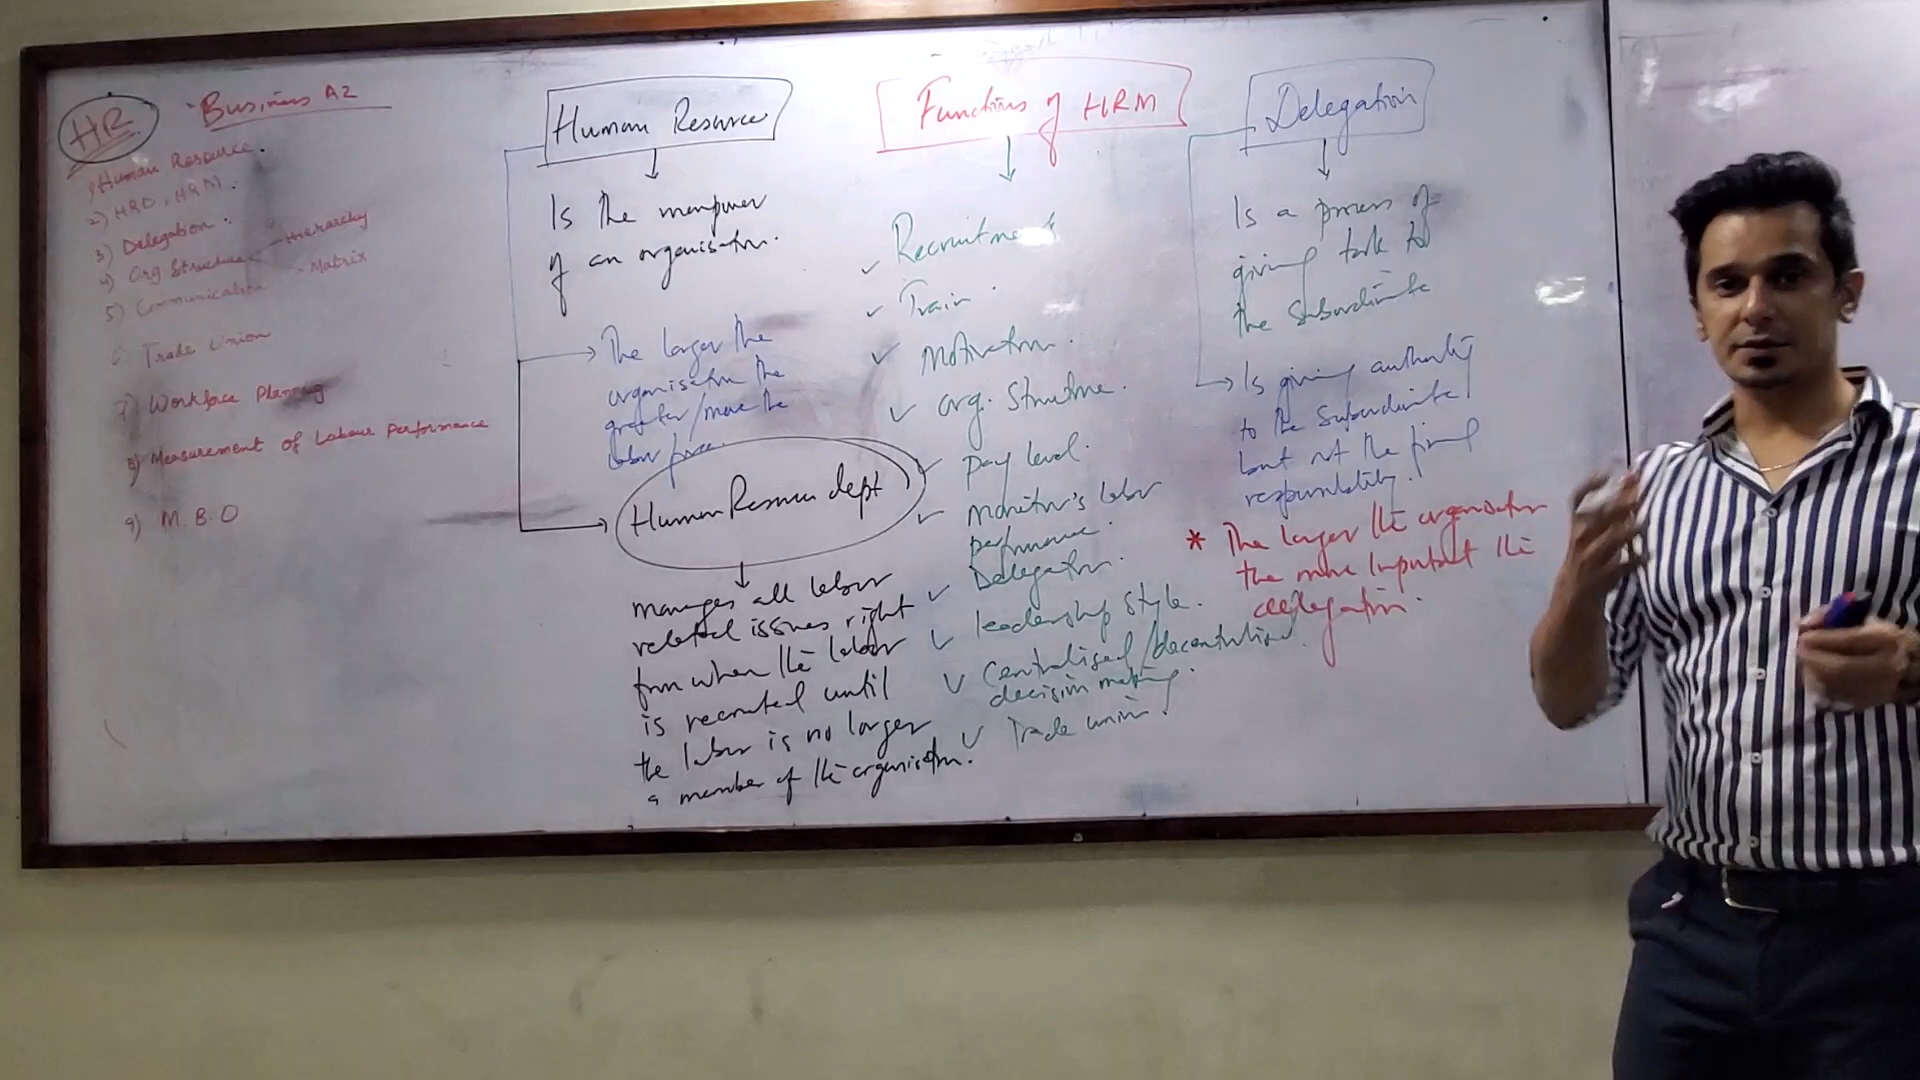 HR
Business A2
1) Human Resource.
2) HRD, HRM.
3) Delegation.
4) Org Structure
- Hierarchy
- Matrix
5) Communication
6 Trade Union
7) Workforce Planning
8) Measurement of Labour Performance
9) M.B.O
Human Resource
Is the manpower
of an organisation.
The larger the
organisation the
greater/more the
labor force.
Human Resource dept
manages all labor
related issues right
from when the labor
is recruited until
the labor is no larger
a member of the organisation.
Functions of HRM
Recruitment
Train.
Motivation.
org. Structure.
pay level.
Monitor's labor
performance.
Delegation.
leadership style.
Centralised/decentralised.
decision making.
Trade union.
Delegation
Is a process of
giving task to
the Subordinate
Is giving authority
to the Subordinate
but not the final
responsibility.
* The larger the organisation
the more important the
delegation.